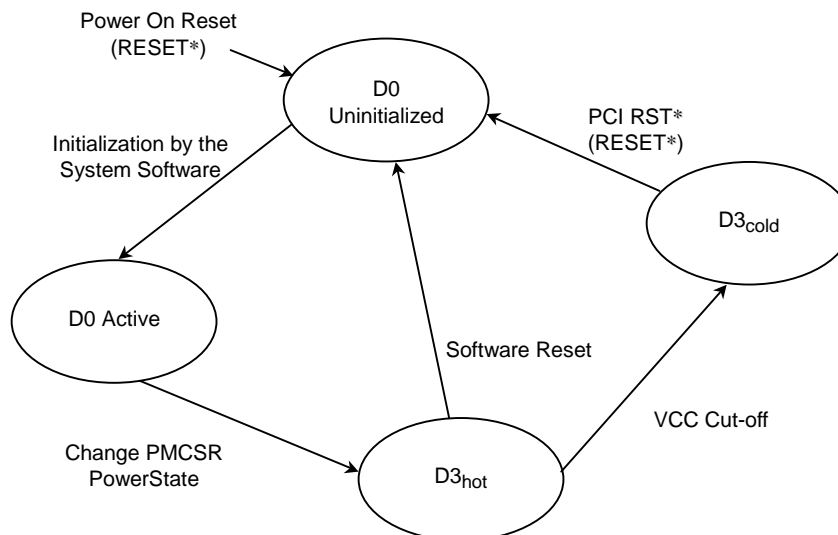 Power On Reset
(RESET*)
D0
Uninitialized
PCI RST*
(RESET*)
Initialization by the
System Software
D3cold
D0 Active
Software Reset
VCC Cut-off
Change PMCSR
PowerState
D3hot